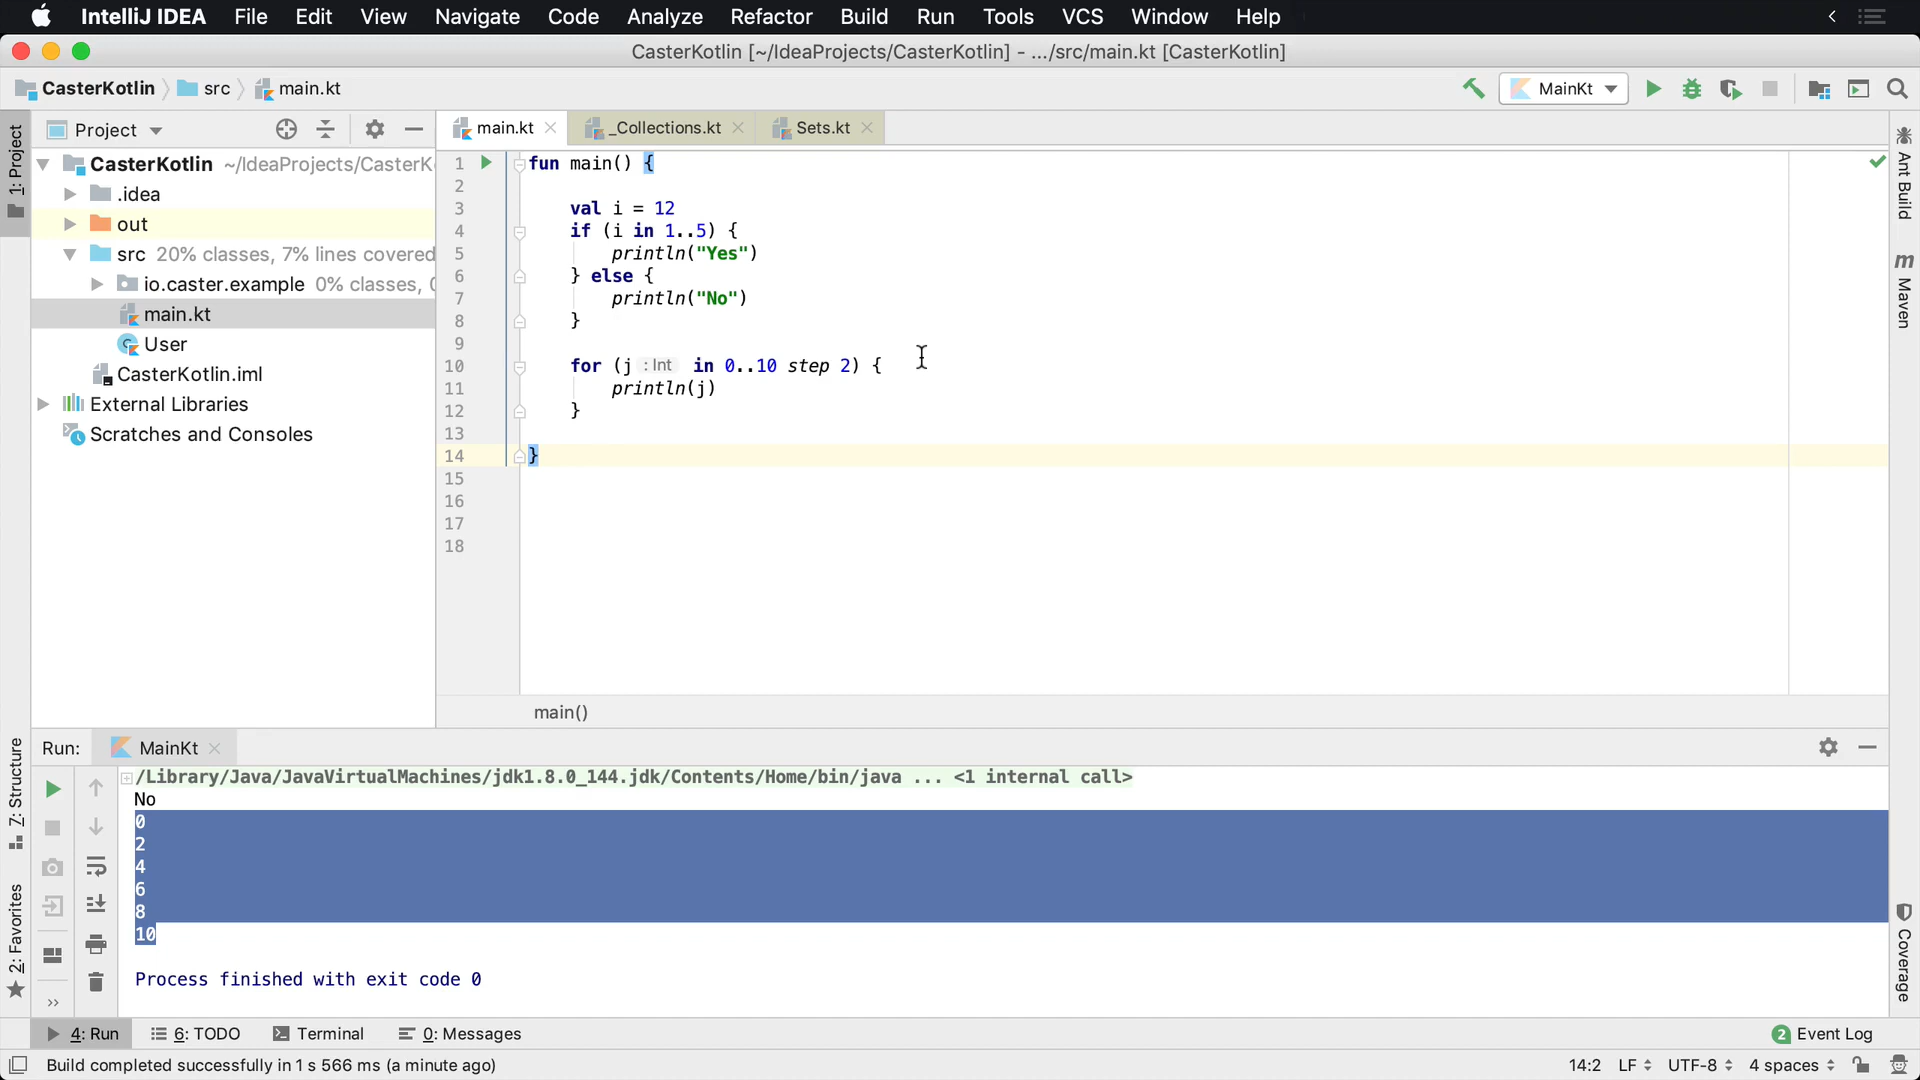 IntelliJ IDEA File Edit View Navigate Code Analyze Refactor Build Run Tools VCS Window Help
CasterKotlin [~/IdeaProjects/CasterKotlin] - .../src/main.kt [CasterKotlin]
CasterKotlin src main.kt MainKt
1: Project
Project
CasterKotlin ~/IdeaProjects/CasterK
.idea
out
src 20% classes, 7% lines covered
io.caster.example 0% classes, 0
main.kt
User
CasterKotlin.iml
External Libraries
Scratches and Consoles
main.kt _Collections.kt Sets.kt
1 fun main() {
2
3 val i = 12
4 if (i in 1..5) {
5 println("Yes")
6 } else {
7 println("No")
8 }
9
10 for (j : Int in 0..10 step 2) {
11 println(j)
12 }
13
14 }
15
16
17
18
main()
Ant Build
m Maven
Run: MainKt
/Library/Java/JavaVirtualMachines/jdk1.8.0_144.jdk/Contents/Home/bin/java ... <1 internal call>
No
0
2
4
6
8
10
Process finished with exit code 0
Z: Structure
2: Favorites
Coverage
4: Run 6: TODO Terminal 0: Messages 2 Event Log
Build completed successfully in 1 s 566 ms (a minute ago) 14:2 LF UTF-8 4 spaces